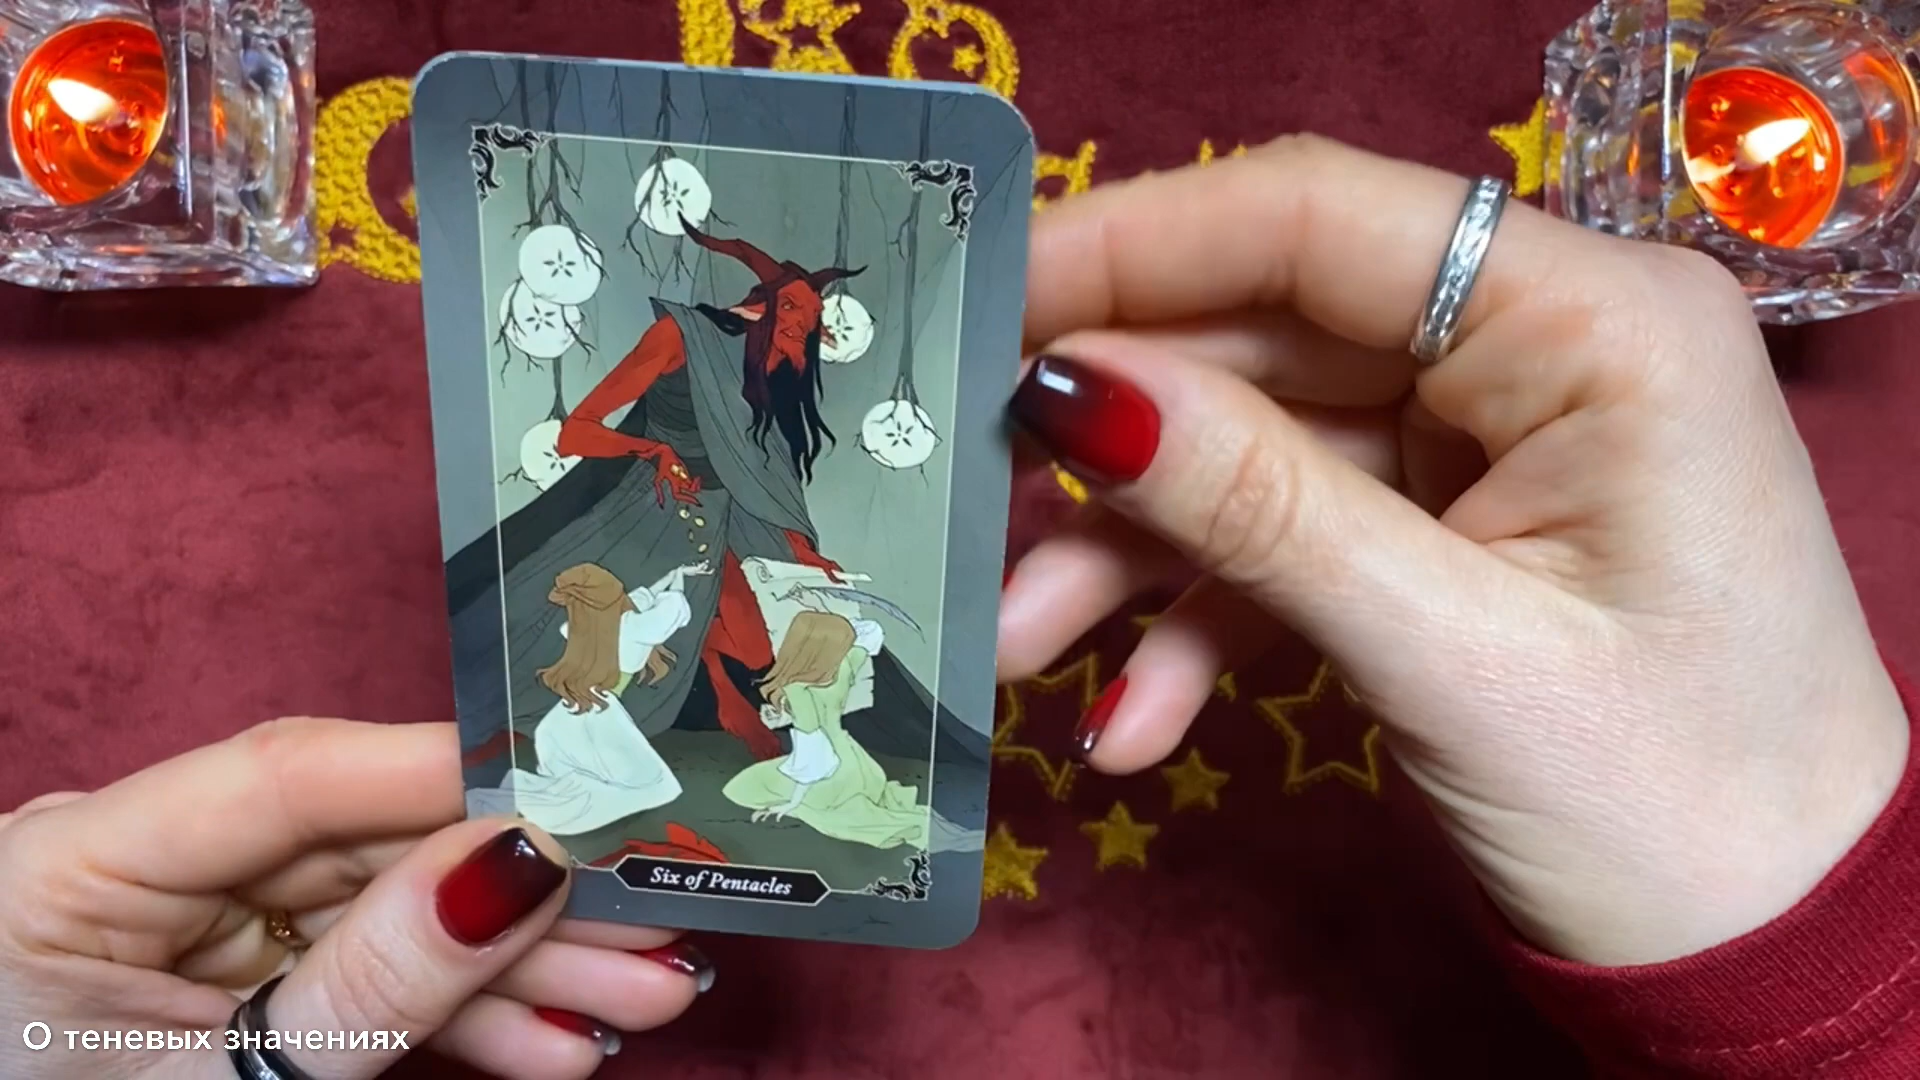 Six of Pentacles
О теневых значениях